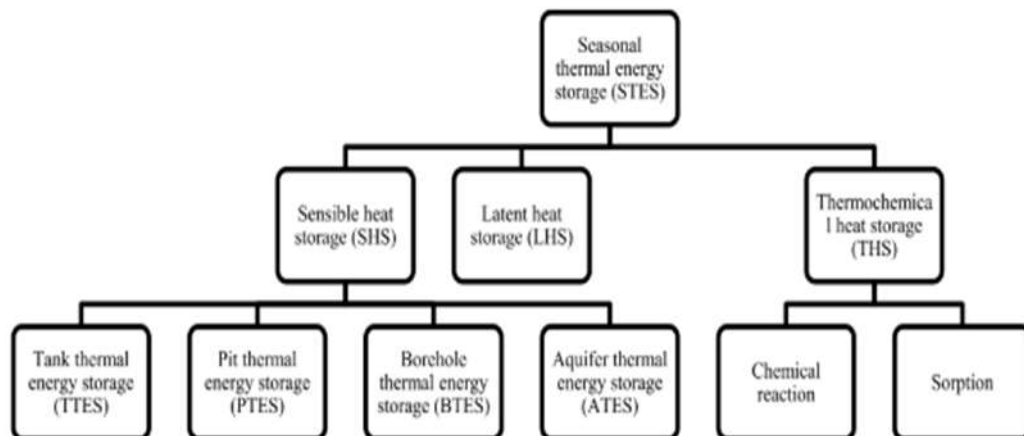 Seasonal
thermal energy
storage (STES)
Sensible heat
storage (SHS)
Latent heat
storage (LHS)
Thermochemica
l heat storage
(THS)
Tank thermal
energy storage
(TTES)
Pit thermal
energy storage
(PTES)
Borehole
thermal energy
storage (BTES)
Aquifer thermal
energy storage
(ATES)
Chemical
reaction
Sorption